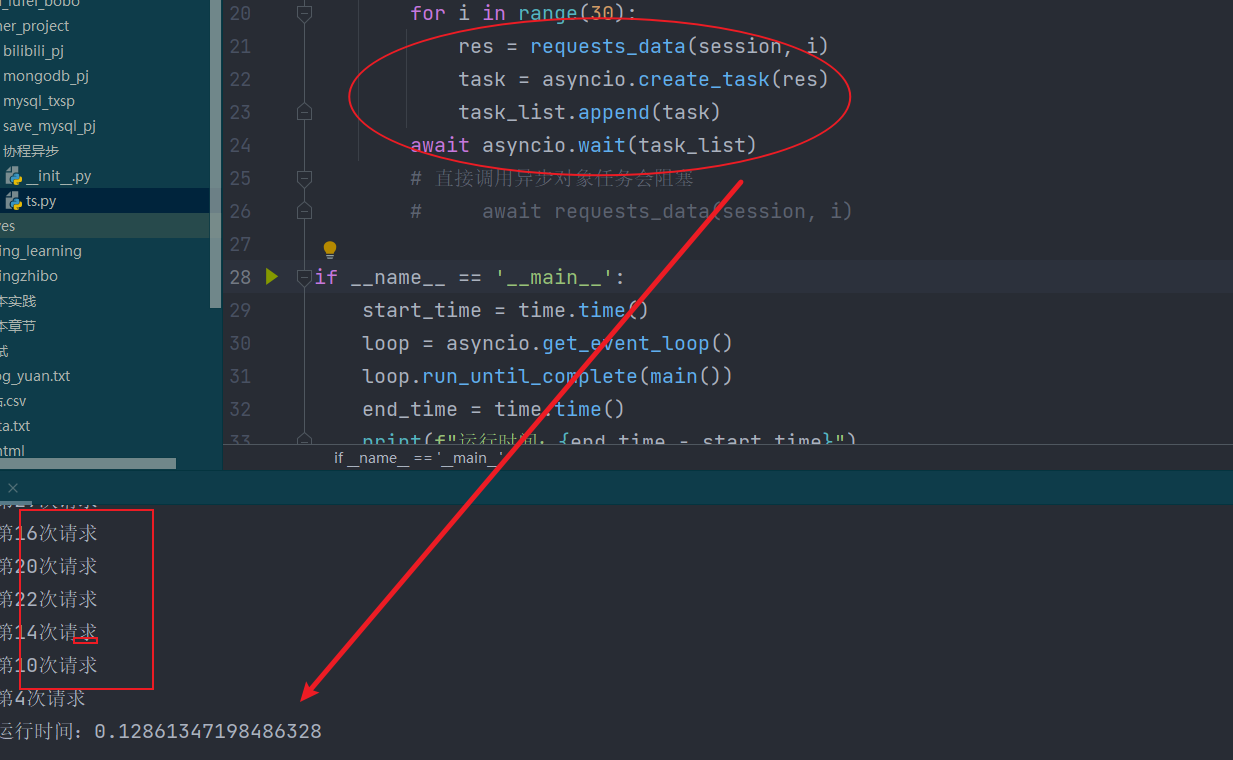 ner_project
bilibili_pj
mongodb_pj
mysql_txsp
save_mysql_pj
协程异步
__init__.py
ts.py
ves
ing_learning
ingzhibo
本实践
本章节
试
og_yuan.txt
.csv
ta.txt
html
20 for i in range(30):
21 res = requests_data(session, i)
22 task = asyncio.create_task(res)
23 task_list.append(task)
24 await asyncio.wait(task_list)
25 # 直接调用异步对象任务会阻塞
26 # await requests_data(session, i)
27
28 if __name__ == '__main__':
29 start_time = time.time()
30 loop = asyncio.get_event_loop()
31 loop.run_until_complete(main())
32 end_time = time.time()
33 print(f"运行时间: {end_time - start_time}")
if __name__ == '__main__'
第16次请求
第20次请求
第22次请求
第14次请求
第10次请求
第4次请求
运行时间: 0.12861347198486328